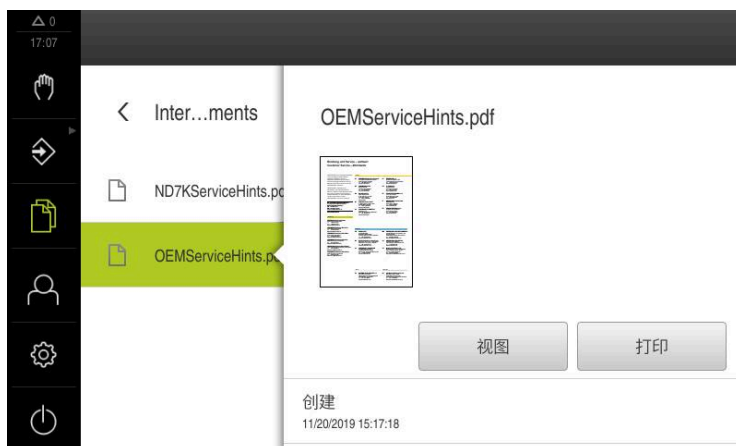 0
17:07
Inter...ments
ND7KServiceHints.pd
OEMServiceHints.p
OEMServiceHints.pdf
视图
打印
创建
11/20/2019 15:17:18